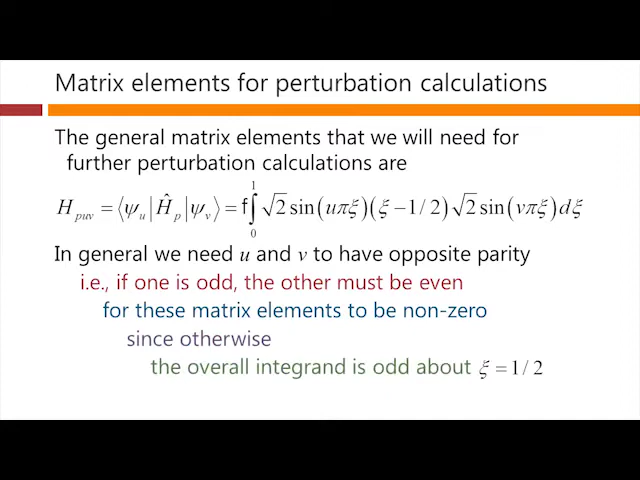 Matrix elements for perturbation calculations
The general matrix elements that we will need for
further perturbation calculations are
H_{puv} = ⟨ψ_u|Ĥ_p|ψ_v⟩ = f∫_0^1 √2 sin(uπξ)(ξ−1/2)√2 sin(vπξ)dξ
In general we need u and v to have opposite parity
i.e., if one is odd, the other must be even
for these matrix elements to be non-zero
since otherwise
the overall integrand is odd about ξ = 1/2